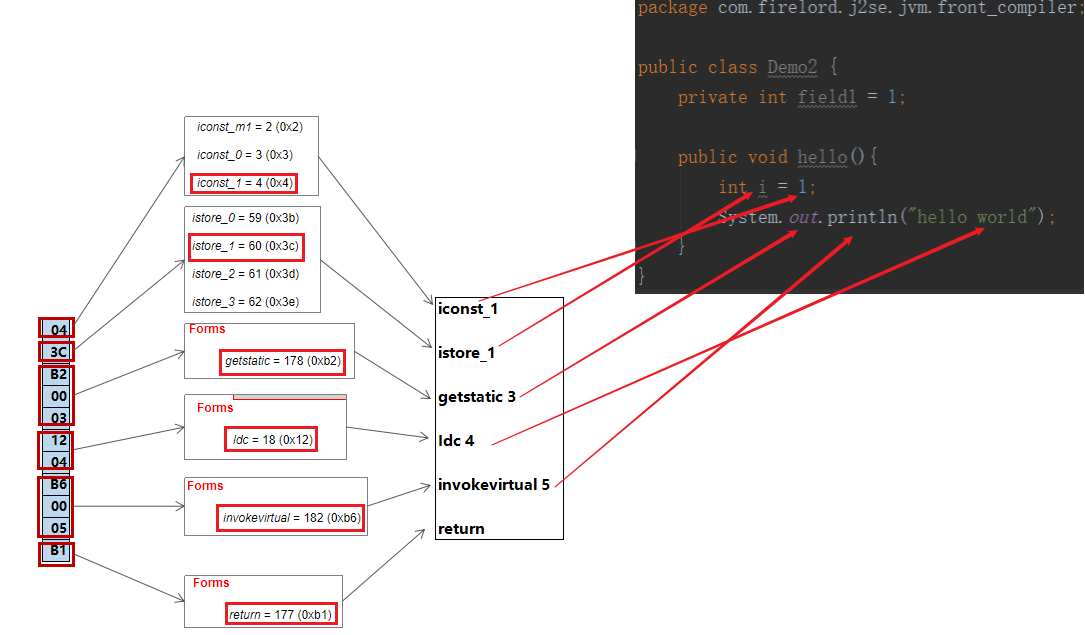 package com.firelord.j2se.jvm.front_compiler;
public class Demo2 {
private int field1 = 1;
public void hello(){
int i = 1;
System.out.println("hello world");
}
}
iconst_m1 = 2 (0x2)
iconst_0 = 3 (0x3)
iconst_1 = 4 (0x4)
istore_0 = 59 (0x3b)
istore_1 = 60 (0x3c)
istore_2 = 61 (0x3d)
istore_3 = 62 (0x3e)
Forms
getstatic = 178 (0xb2)
Forms
ldc = 18 (0x12)
Forms
invokevirtual = 182 (0xb6)
Forms
return = 177 (0xb1)
04
3C
B2
00
03
12
04
B6
00
05
B1
iconst_1
istore_1
getstatic 3
ldc 4
invokevirtual 5
return